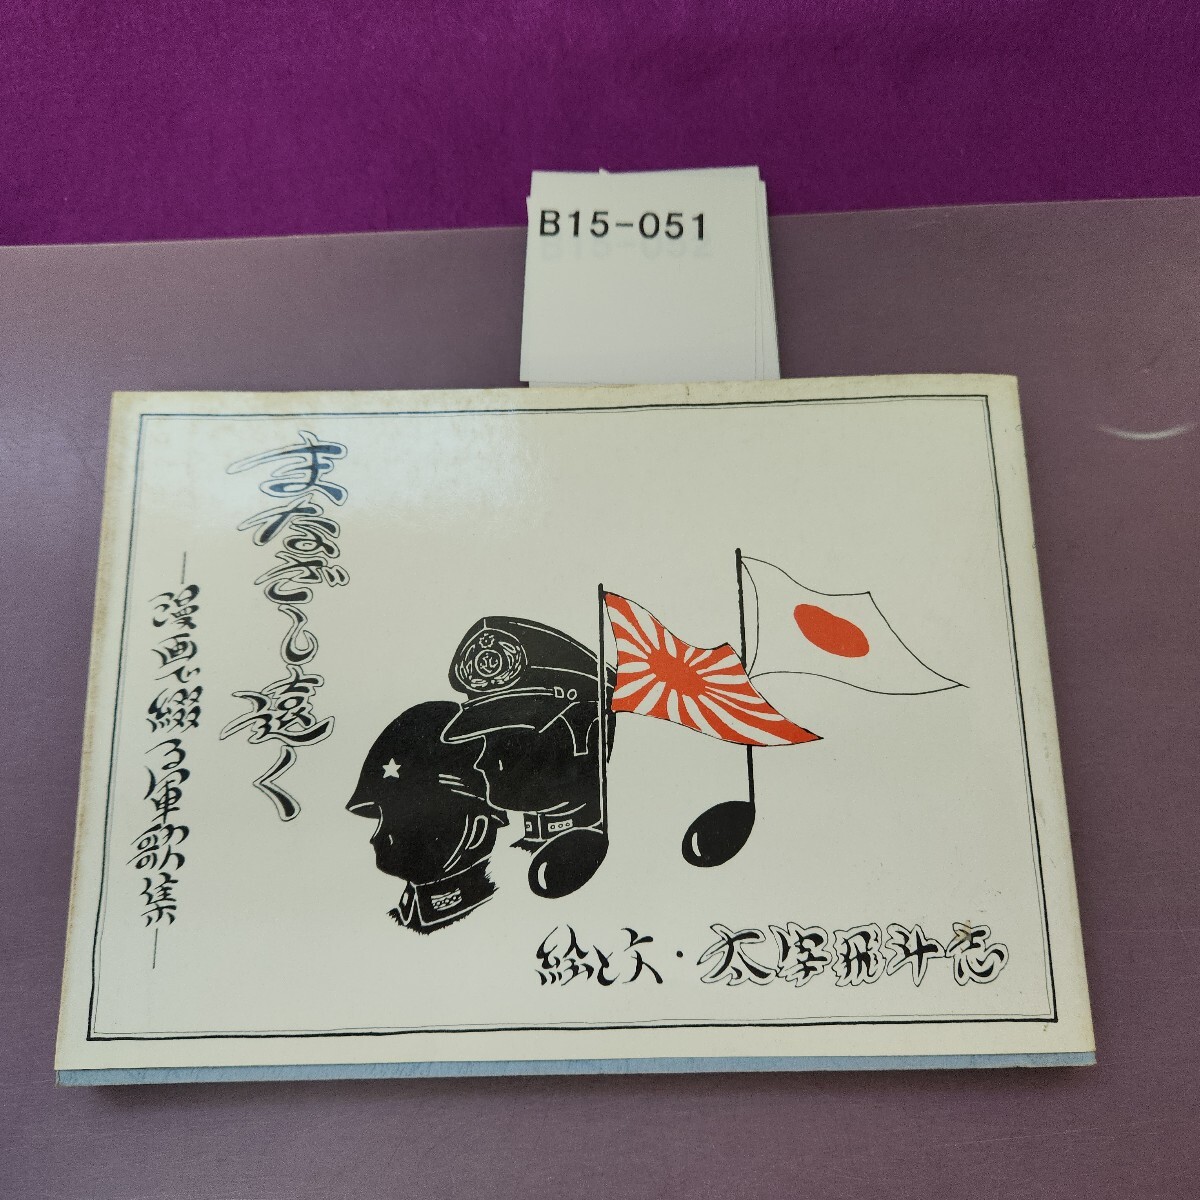 B15-051
まなざし遠く
―漫画で綴る軍歌集―
絵と文・太宰飛斗志